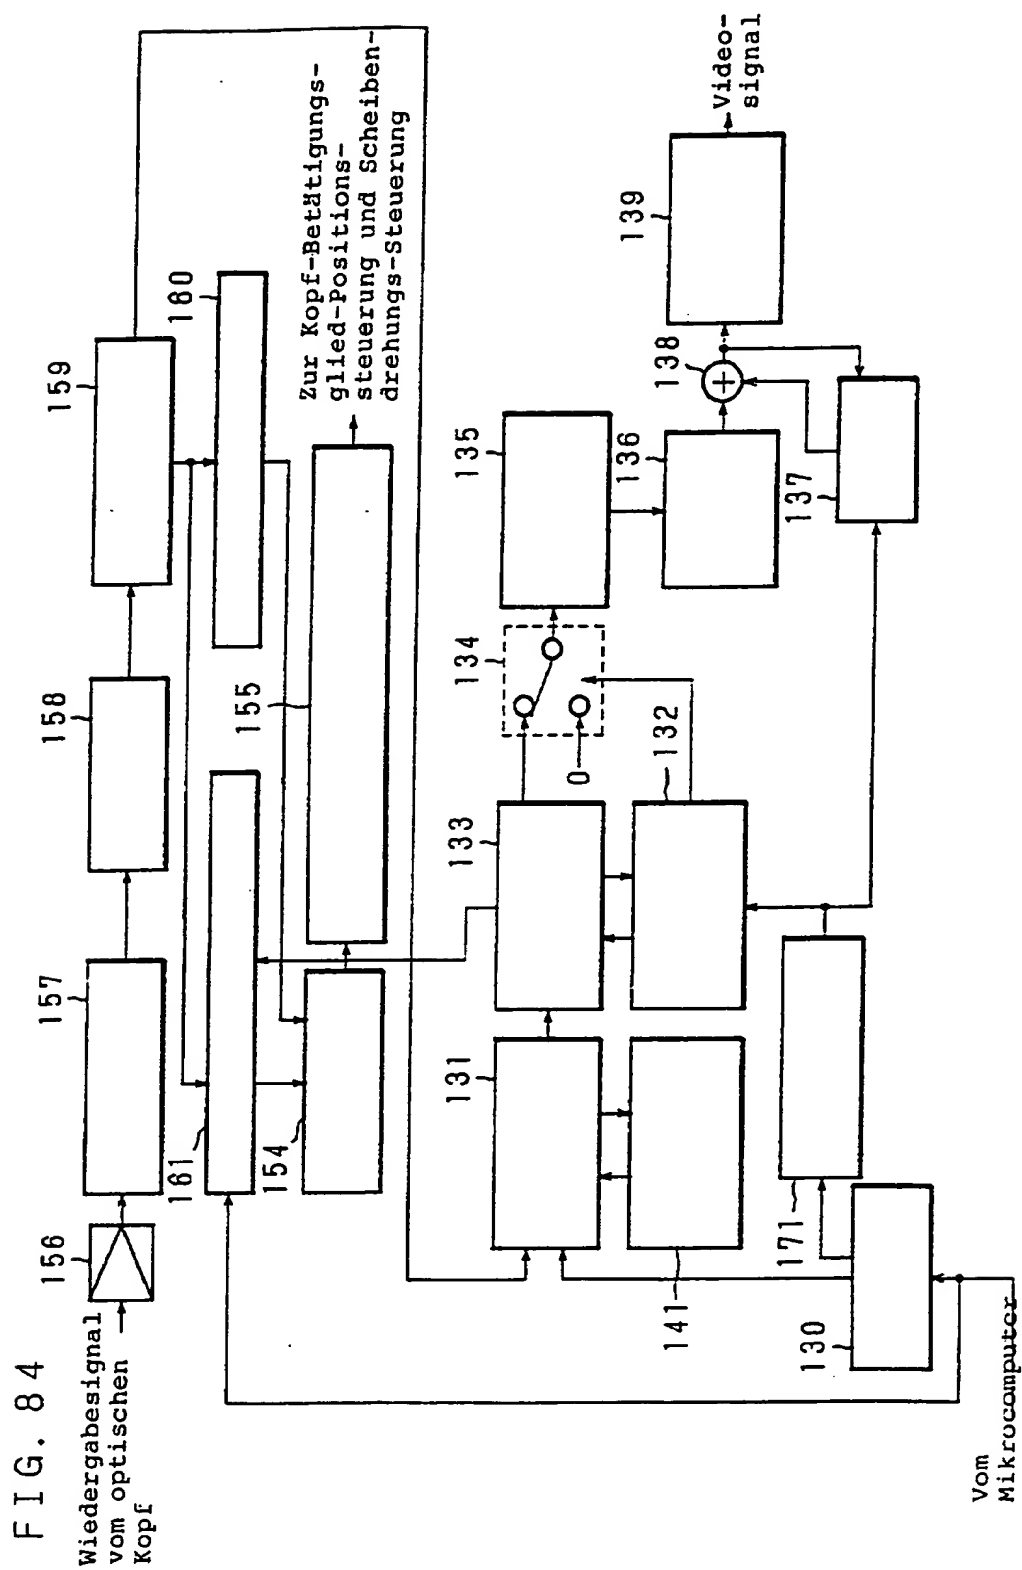 FIG. 84
Wiedergabesignal
vom optischen
Kopf
156
157
158
159
160
161
154
155
Zur Kopf-Betätigungs-
glied-Positions-
steuerung und Scheiben-
drehungs-Steuerung
131
133
134
135
0
132
136
138
139
Video-
signal
141
171
137
130
Vom
Mikrocomputer